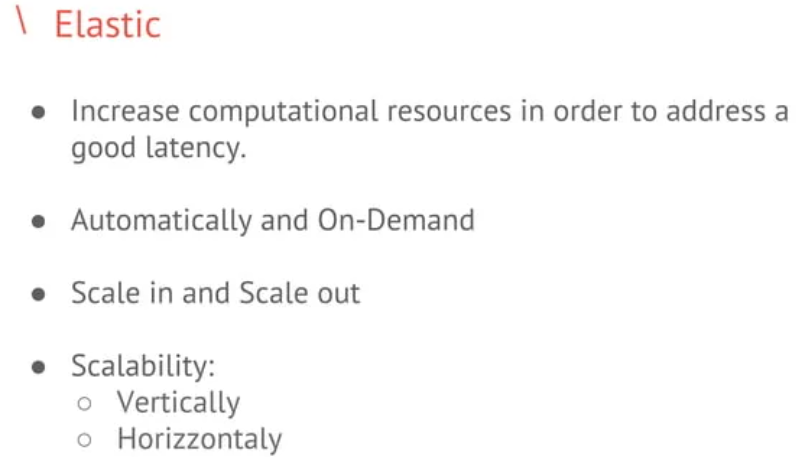 \ Elastic
● Increase computational resources in order to address a
good latency.
● Automatically and On-Demand
● Scale in and Scale out
● Scalability:
○ Vertically
○ Horizzontaly